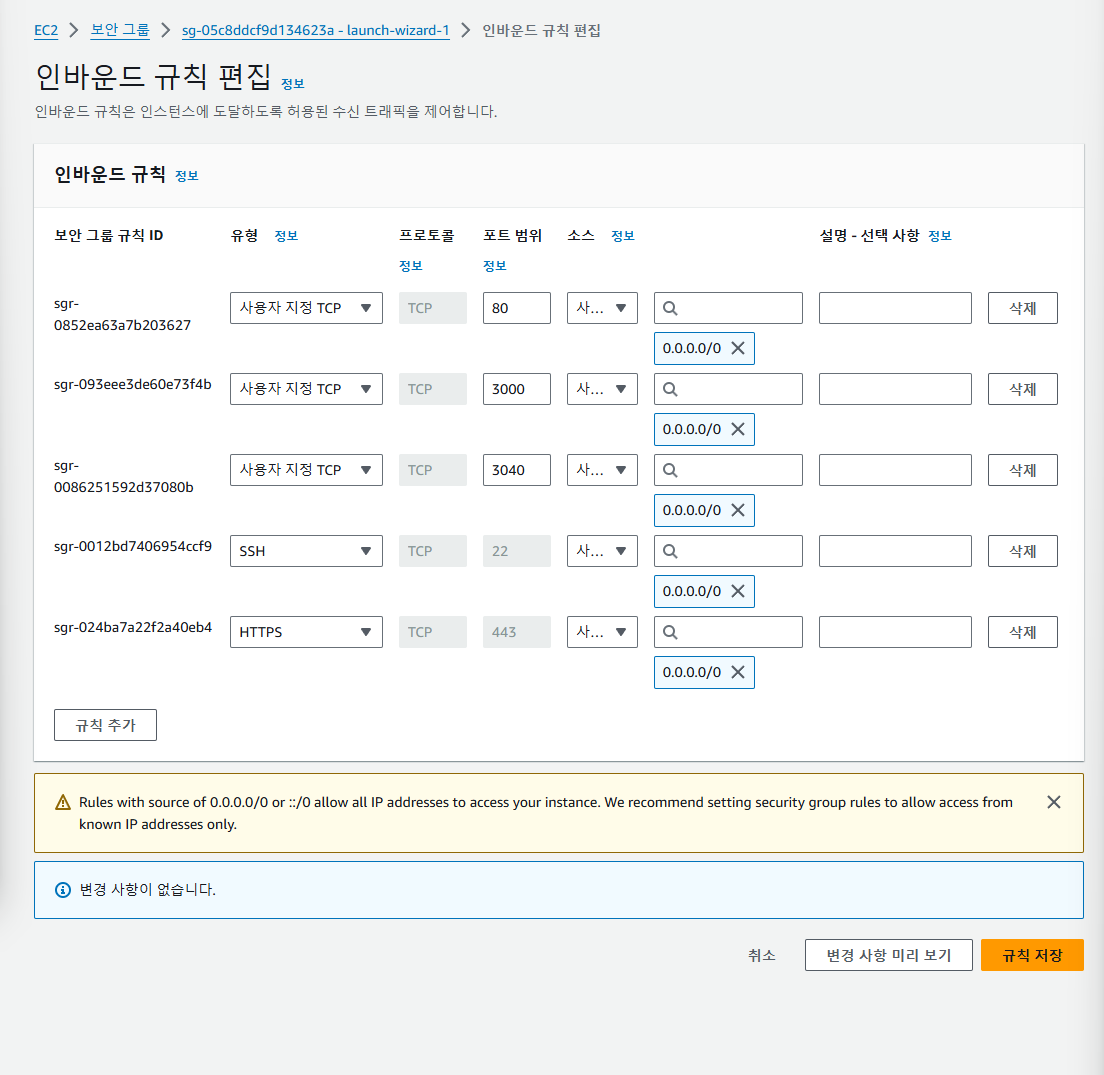 EC2 > 보안 그룹 > sg-05c8ddcf9d134623a - launch-wizard-1 > 인바운드 규칙 편집
인바운드 규칙 편집 정보
인바운드 규칙은 인스턴스에 도달하도록 허용된 수신 트래픽을 제어합니다.
인바운드 규칙 정보
보안 그룹 규칙 ID 유형 정보 프로토콜 포트 범위 소스 정보 설명 - 선택 사항 정보
정보 정보
sgr-
0852ea63a7b203627
사용자 지정 TCP TCP 80 사... 삭제
0.0.0.0/0
sgr-093eee3de60e73f4b 사용자 지정 TCP TCP 3000 사... 삭제
0.0.0.0/0
sgr-
0086251592d37080b
사용자 지정 TCP TCP 3040 사... 삭제
0.0.0.0/0
sgr-0012bd7406954ccf9 SSH TCP 22 사... 삭제
0.0.0.0/0
sgr-024ba7a22f2a40eb4 HTTPS TCP 443 사... 삭제
0.0.0.0/0
규칙 추가
Rules with source of 0.0.0.0/0 or ::/0 allow all IP addresses to access your instance. We recommend setting security group rules to allow access from
known IP addresses only.
변경 사항이 없습니다.
취소 변경 사항 미리 보기 규칙 저장